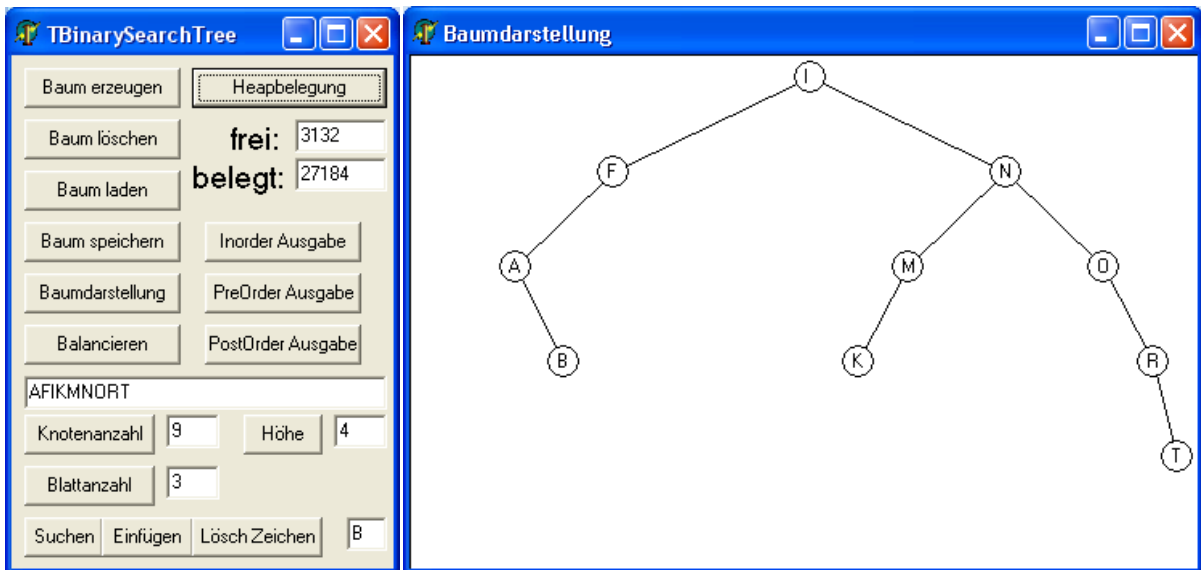 TBinarySearchTree
Baum erzeugen Heapbelegung
Baum löschen frei: 3132
Baum laden belegt: 27184
Baum speichern Inorder Ausgabe
Baumdarstellung PreOrder Ausgabe
Balancieren PostOrder Ausgabe
AFIKMNORT
Knotenanzahl 9 Höhe 4
Blattanzahl 3
Suchen Einfügen Lösch Zeichen B
Baumdarstellung
I
F N
A M O
B K R
T